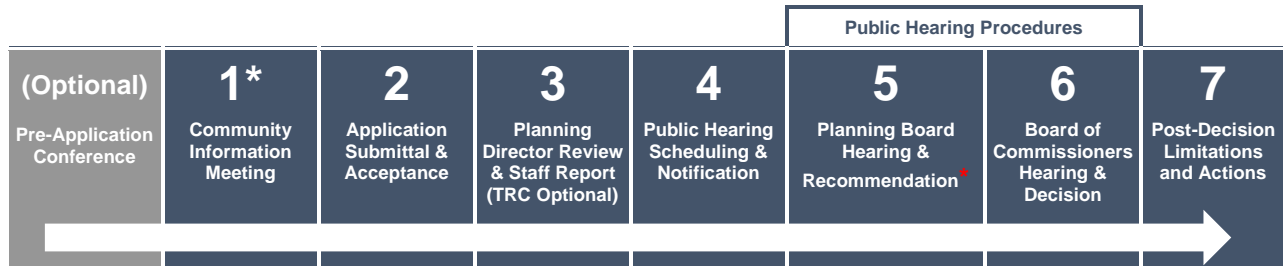 Public Hearing Procedures
(Optional)
Pre-Application
Conference
1*
Community
Information
Meeting
2
Application
Submittal &
Acceptance
3
Planning
Director Review
& Staff Report
(TRC Optional)
4
Public Hearing
Scheduling &
Notification
5
Planning Board
Hearing &
Recommendation*
6
Board of
Commissioners
Hearing &
Decision
7
Post-Decision
Limitations
and Actions